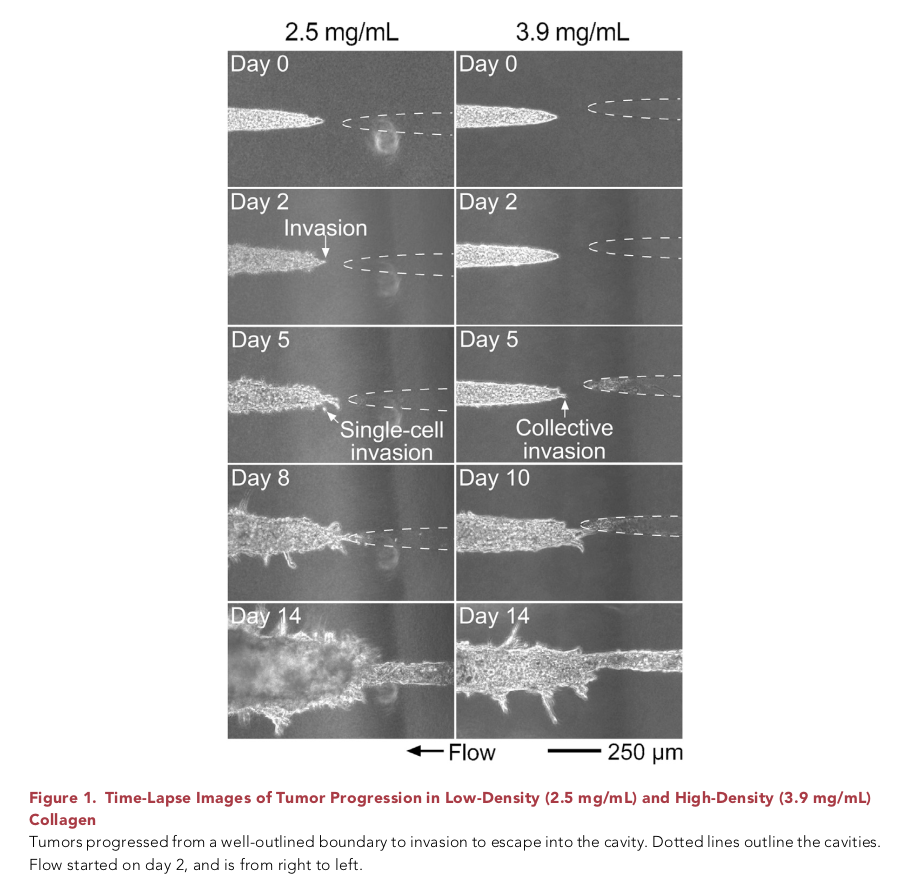 2.5 mg/mL 3.9 mg/mL
Day 0 Day 0
Day 2 Day 2
Invasion
Day 5 Day 5
Single-cell
invasion
Collective
invasion
Day 8 Day 10
Day 14 Day 14
Flow 250 μm
Figure 1. Time-Lapse Images of Tumor Progression in Low-Density (2.5 mg/mL) and High-Density (3.9 mg/mL)
Collagen
Tumors progressed from a well-outlined boundary to invasion to escape into the cavity. Dotted lines outline the cavities.
Flow started on day 2, and is from right to left.